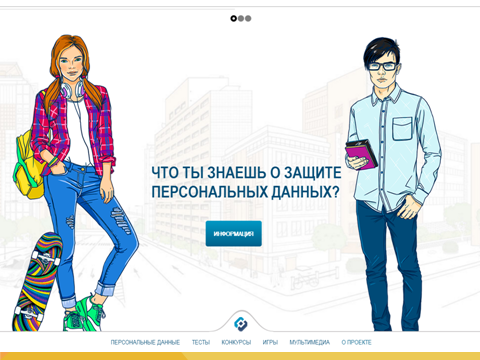 ЧТО ТЫ ЗНАЕШЬ О ЗАЩИТЕ
ПЕРСОНАЛЬНЫХ ДАННЫХ?
ИНФОРМАЦИЯ
ПЕРСОНАЛЬНЫЕ ДАННЫЕ ТЕСТЫ КОНКУРСЫ ИГРЫ МУЛЬТИМЕДИА О ПРОЕКТЕ